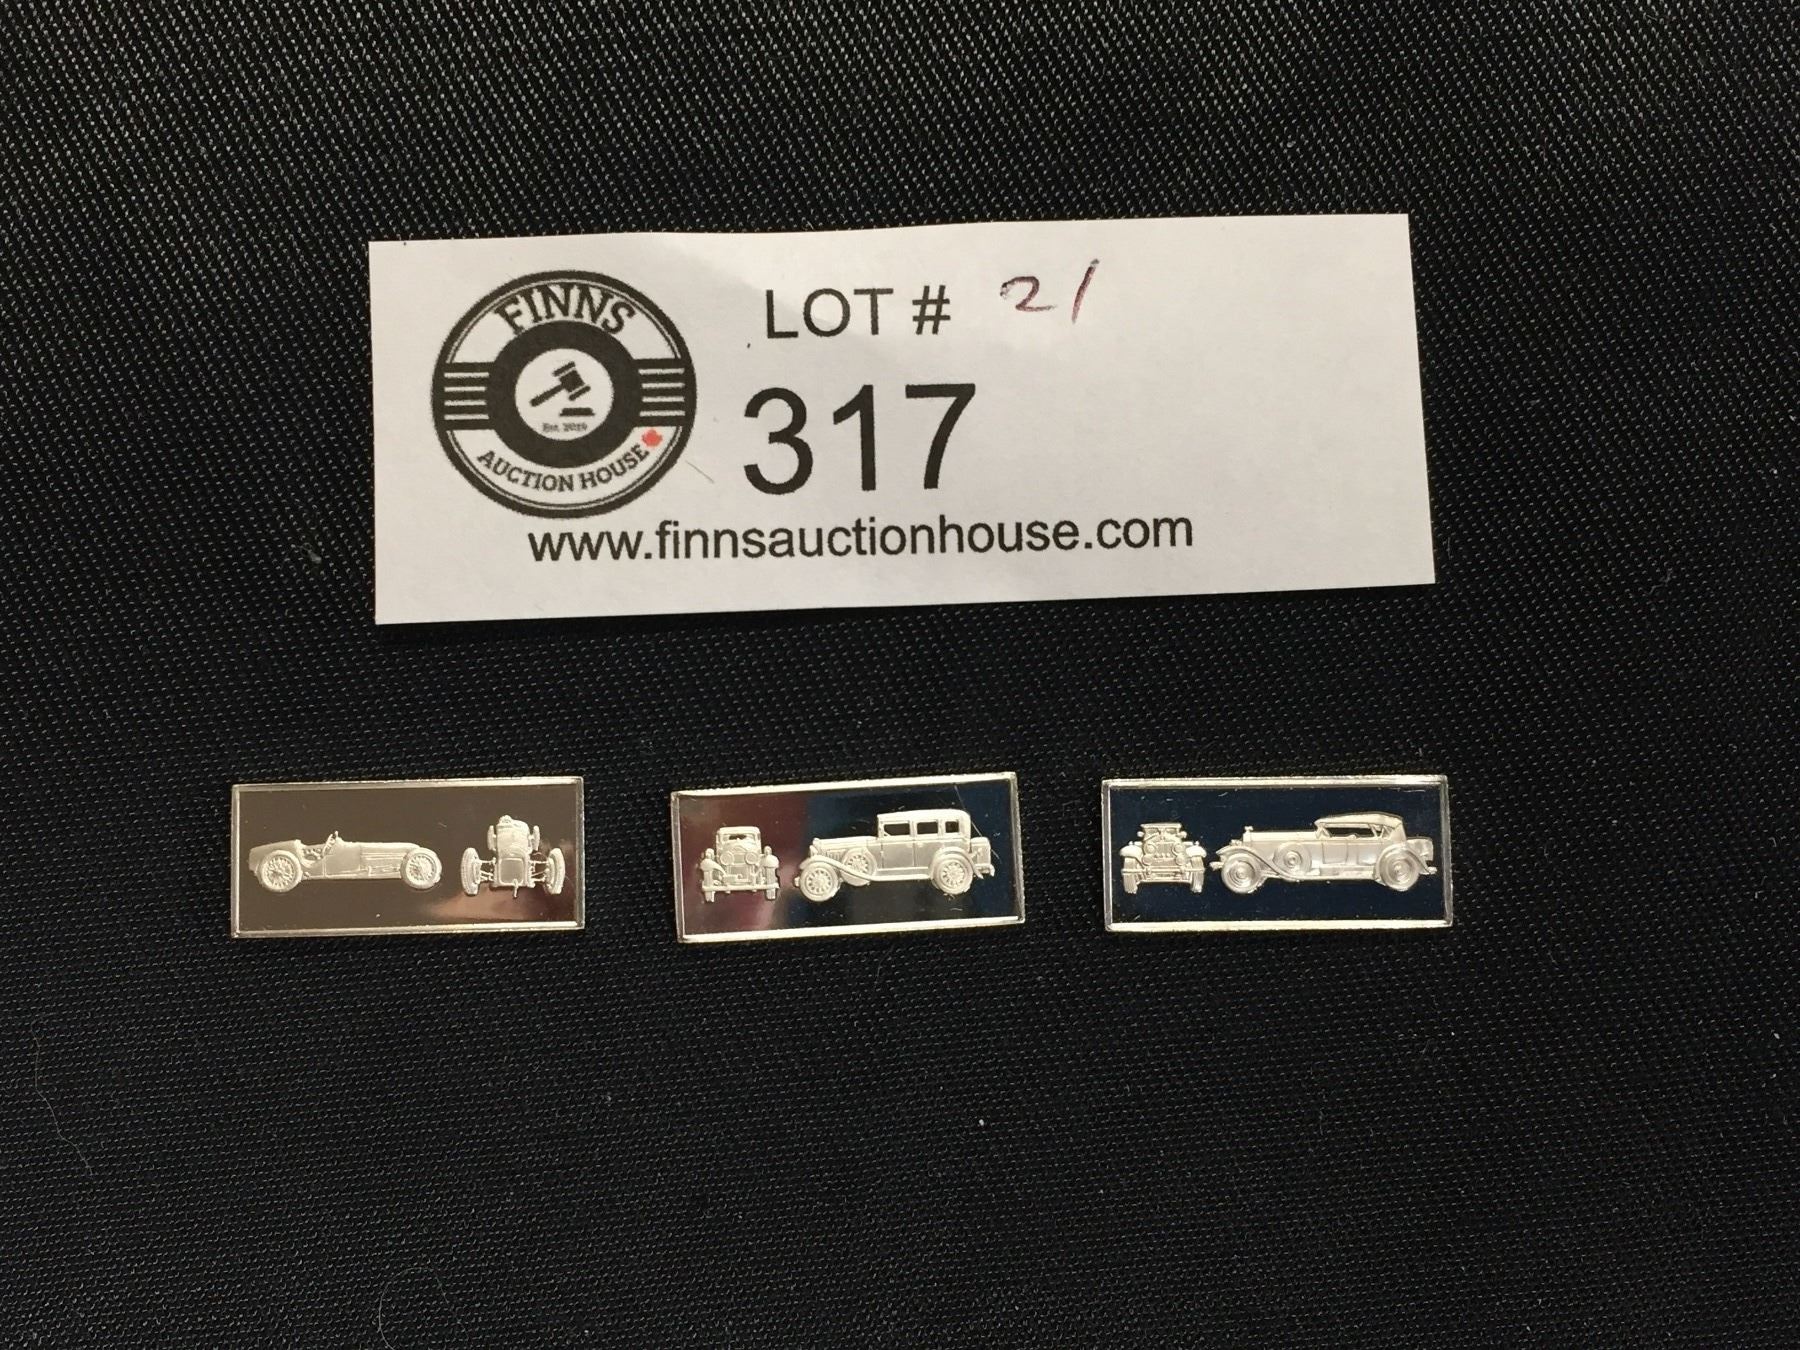 FINNS
Est. 2019
AUCTION HOUSE
LOT # 21
317
www.finnsauctionhouse.com